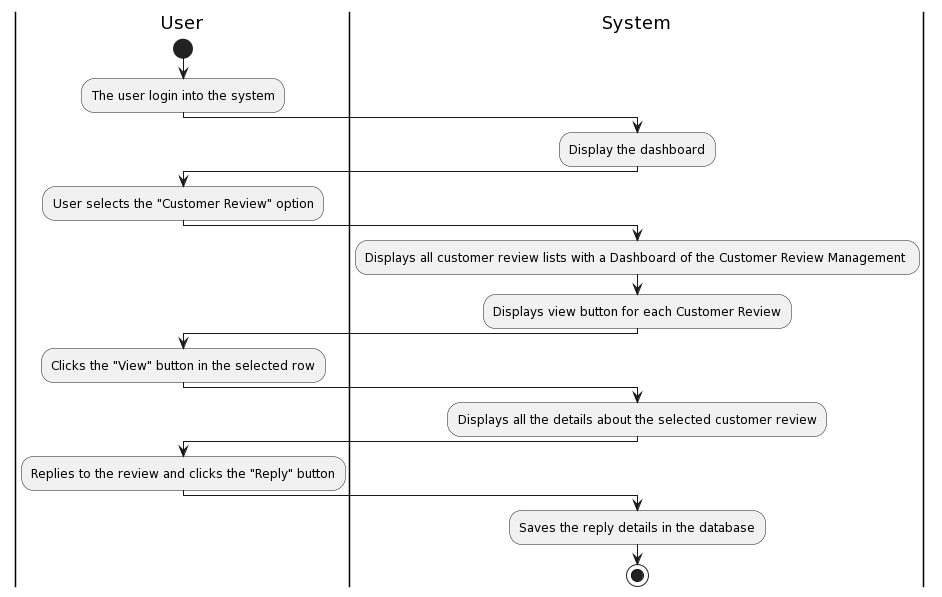 User
System
The user login into the system
Display the dashboard
User selects the "Customer Review" option
Displays all customer review lists with a Dashboard of the Customer Review Management
Displays view button for each Customer Review
Clicks the "View" button in the selected row
Displays all the details about the selected customer review
Replies to the review and clicks the "Reply" button
Saves the reply details in the database